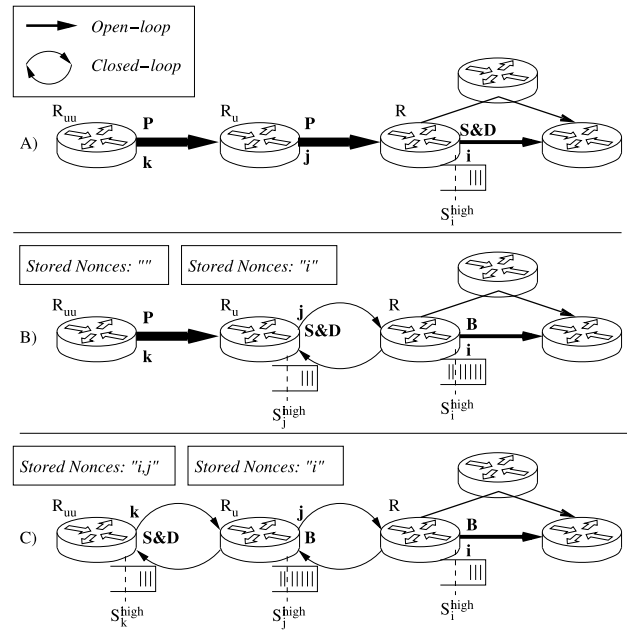 Open-loop
Closed-loop
R_uu P R_u P R
A) k j S&D i
S_i^high
Stored Nonces: "" Stored Nonces: "i"
R_uu P R_u j R
B) k S&D B i
S_j^high S_i^high
Stored Nonces: "i,j" Stored Nonces: "i"
R_uu k R_u j R
C) S&D B B i
S_k^high S_j^high S_i^high